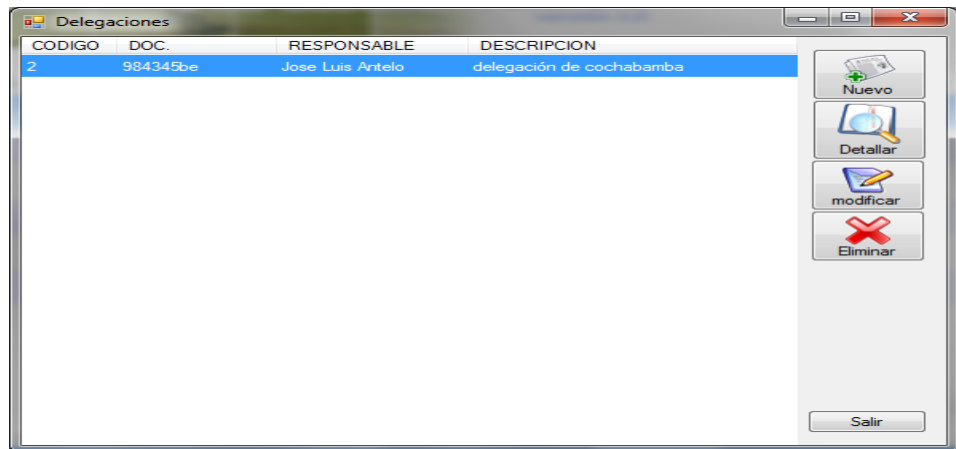 Delegaciones
CODIGO DOC. RESPONSABLE DESCRIPCION
2 984345be Jose Luis Antelo delegación de cochabamba
Nuevo
Detallar
modificar
Eliminar
Salir